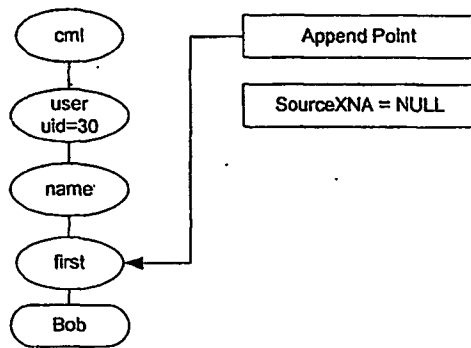 cml
Append Point
user
uid=30
SourceXNA = NULL
name
first
Bob